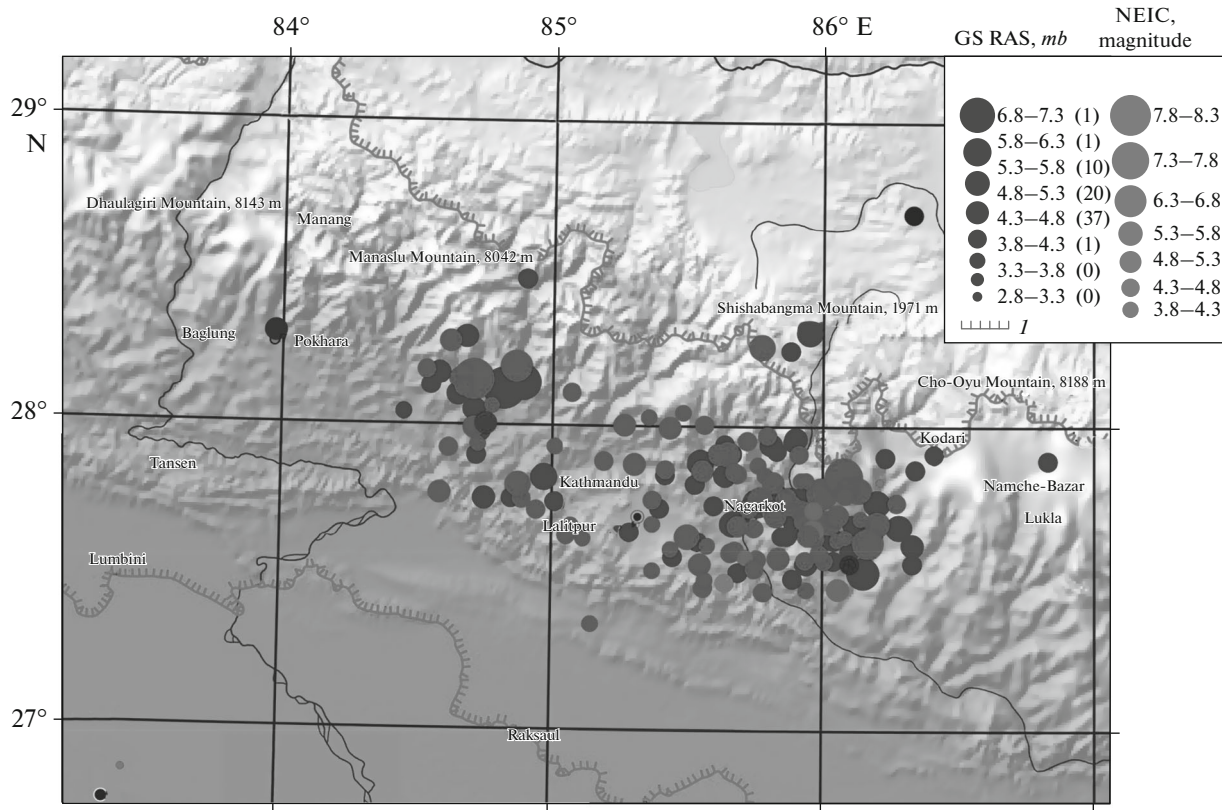 84°
85°
86° E
29°
N
28°
27°
GS RAS, mb
NEIC,
magnitude
6.8–7.3 (1)
5.8–6.3 (1)
5.3–5.8 (10)
4.8–5.3 (20)
4.3–4.8 (37)
3.8–4.3 (1)
3.3–3.8 (0)
2.8–3.3 (0)
1
7.8–8.3
7.3–7.8
6.3–6.8
5.3–5.8
4.8–5.3
4.3–4.8
3.8–4.3
Dhaulagiri Mountain, 8143 m
Manang
Manaslu Mountain, 8042 m
Shishabangma Mountain, 1971 m
Baglung
Pokhara
Cho-Oyu Mountain, 8188 m
Kodari
Tansen
Kathmandu
Namche-Bazar
Nagarkot
Lalitpur
Lukla
Lumbini
Raksaul